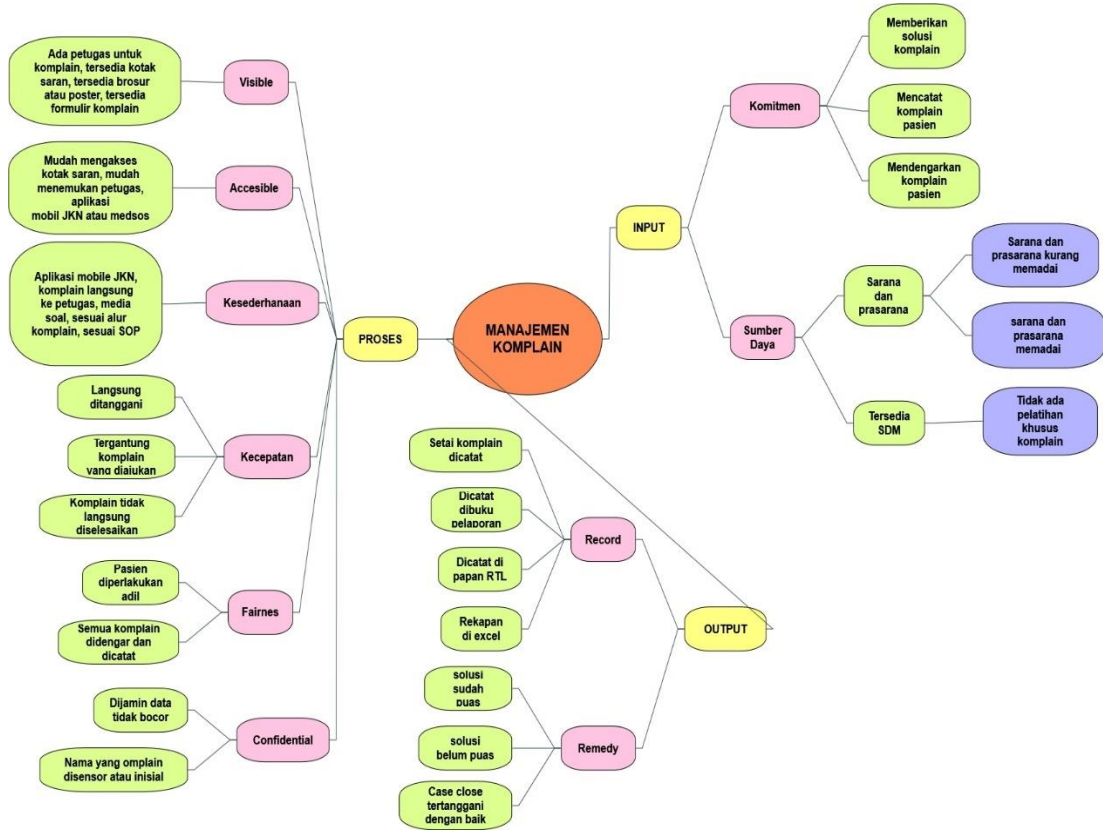 Ada petugas untuk
komplain, tersedia kotak
saran, tersedia brosur
atau poster, tersedia
formulir komplain
Visible
Mudah mengakses
kotak saran, mudah
menemukan petugas,
aplikasi
mobil JKN atau medsos
Accesible
Aplikasi mobile JKN,
komplain langsung
ke petugas, media
soal, sesuai alur
komplain, sesuai SOP
Kesederhanaan
Langsung
ditanggani
Tergantung
komplain
yang diajukan
Komplain tidak
langsung
diselesaikan
Kecepatan
Pasien
diperlakukan
adil
Semua komplain
didengar dan
dicatat
Fairnes
Dijamin data
tidak bocor
Nama yang omplain
disensor atau inisial
Confidential
PROSES
MANAJEMEN
KOMPLAIN
INPUT
Komitmen
Memberikan
solusi
komplain
Mencatat
komplain
pasien
Mendengarkan
komplain
pasien
Sumber
Daya
Sarana
dan
prasarana
Sarana dan
prasarana kurang
memadai
sarana dan
prasarana
memadai
Tersedia
SDM
Tidak ada
pelatihan
khusus
komplain
Setai komplain
dicatat
Dicatat
dibuku
pelaporan
Dicatat di
papan RTL
Rekapan
di excel
Record
solusi
sudah
puas
solusi
belum puas
Case close
tertanggani
dengan baik
Remedy
OUTPUT